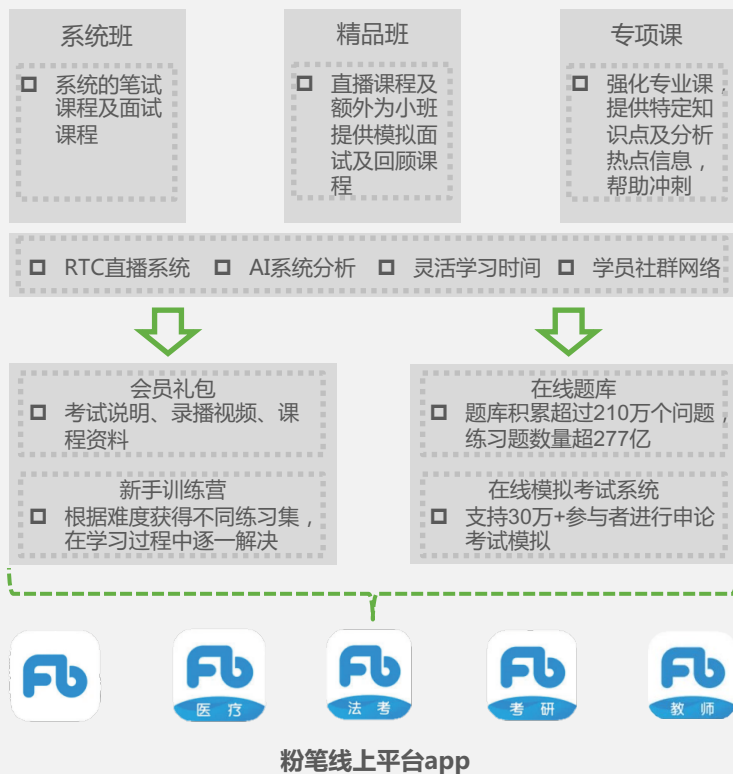 系统班
系统的笔试
课程及面试
课程
精品班
直播课程及
额外为小班
提供模拟面
试及回顾课
程
专项课
强化专业课，
提供特定知
识点及分析
热点信息，
帮助冲刺
RTC直播系统 AI系统分析 灵活学习时间 学员社群网络
会员礼包
考试说明、录播视频、课
程资料
新手训练营
根据难度获得不同练习集，
在学习过程中逐一解决
在线题库
题库积累超过210万个问题，
练习题数量超277亿
在线模拟考试系统
支持30万+参与者进行申论
考试模拟
Fb
Fb
医疗
Fb
法考
Fb
考研
Fb
教师
粉笔线上平台app